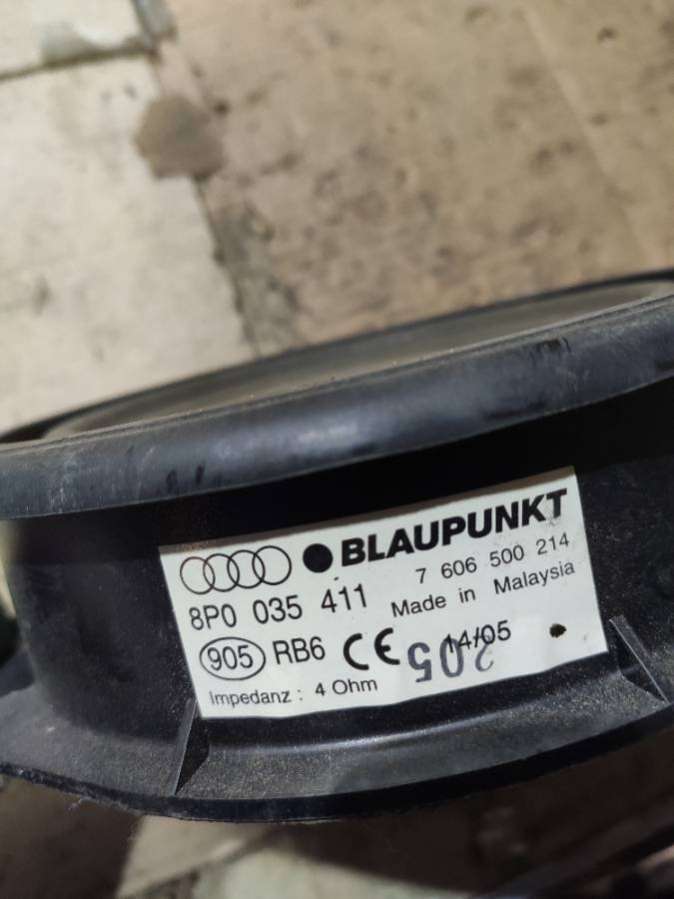 BLAUPUNKT
8P0 035 411
7 606 500 214
Made in Malaysia
905 RB6 CE 14/05
205
Impedanz : 4 Ohm